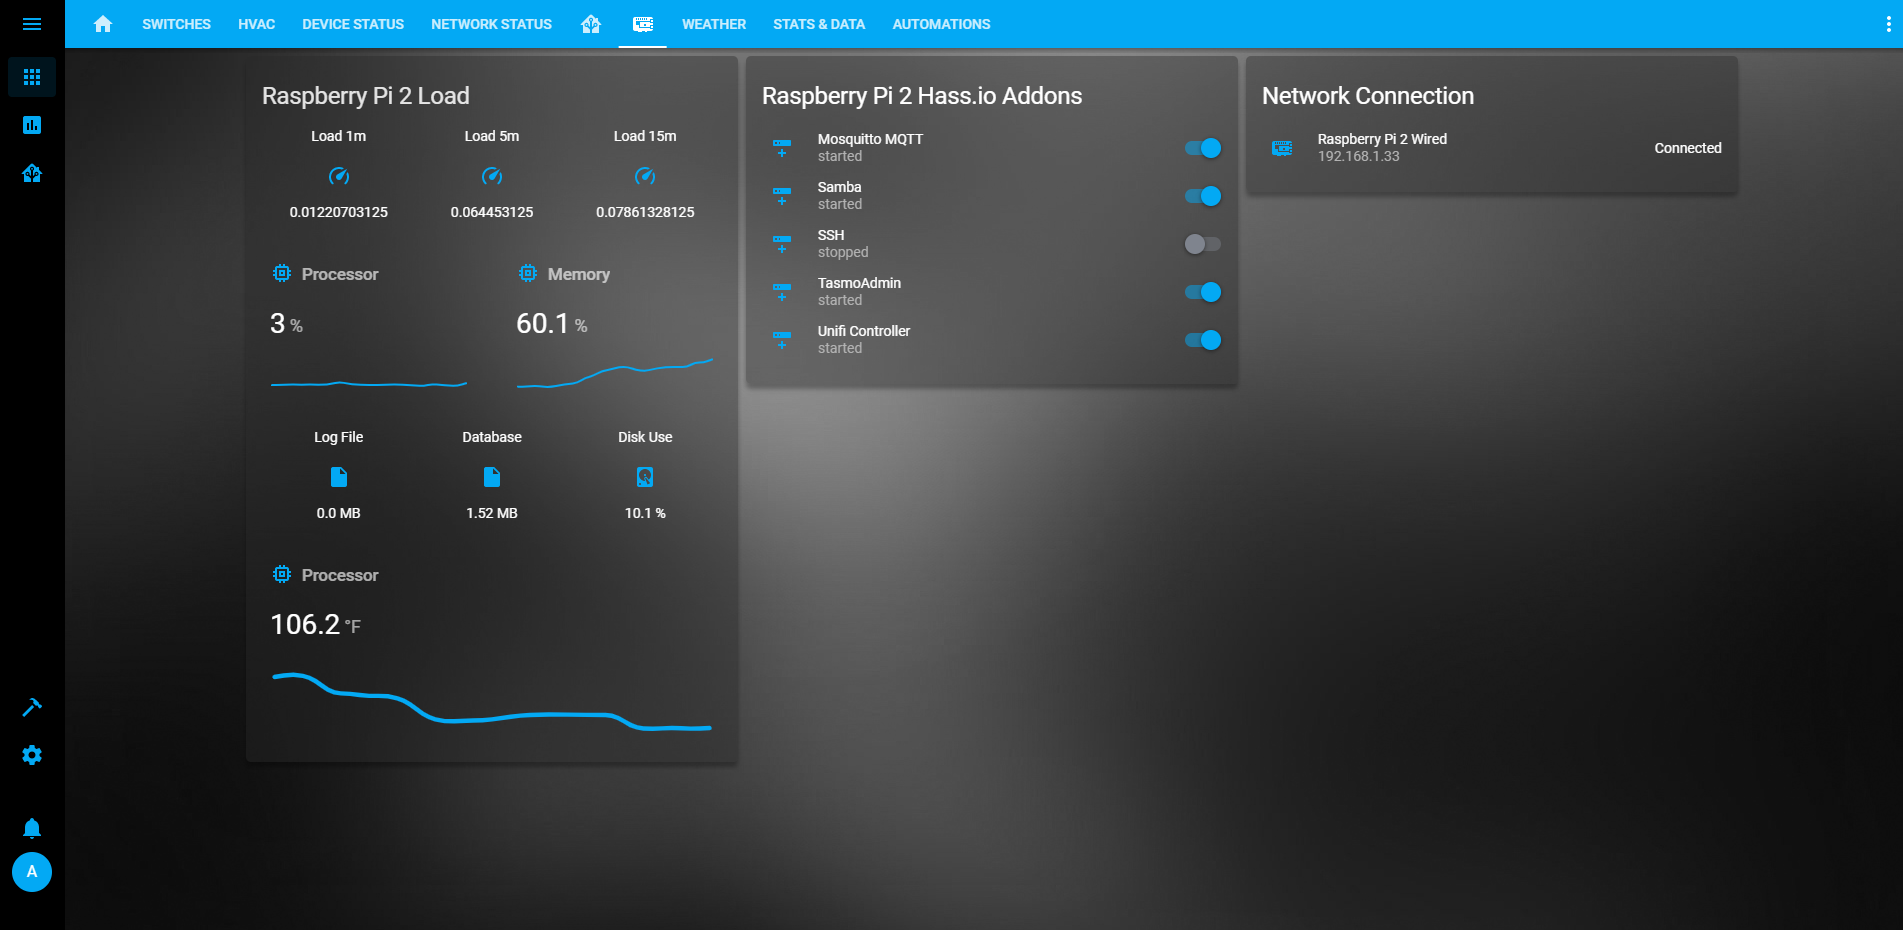 SWITCHES HVAC DEVICE STATUS NETWORK STATUS WEATHER STATS & DATA AUTOMATIONS
Raspberry Pi 2 Load
Load 1m Load 5m Load 15m
0.01220703125 0.064453125 0.07861328125
Processor Memory
3 % 60.1 %
Log File Database Disk Use
0.0 MB 1.52 MB 10.1 %
Processor
106.2 °F
Raspberry Pi 2 Hass.io Addons
Mosquitto MQTT
started
Samba
started
SSH
stopped
TasmoAdmin
started
Unifi Controller
started
Network Connection
Raspberry Pi 2 Wired
192.168.1.33
Connected
A